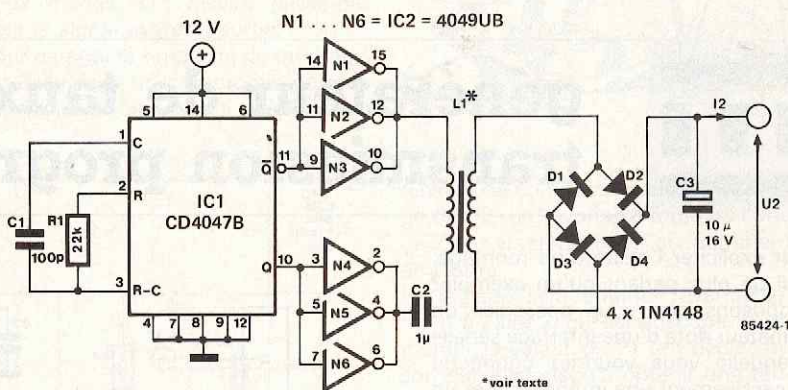 N1 . . . N6 = IC2 = 4049UB
12 V
+
5 14 6
1 C
2 R
3 R-C
C1
100p
R1
22k
IC1
CD4047B
Q 11
Q 10
4 7 8 9 12
14 N1 15
11 N2 12
9 N3 10
3 N4 2
5 N5 4
7 N6 6
C2
1µ
L1*
D1 D2
D3 D4
4 x 1N4148
C3
10 µ
16 V
I2
U2
85424-1
*voir texte